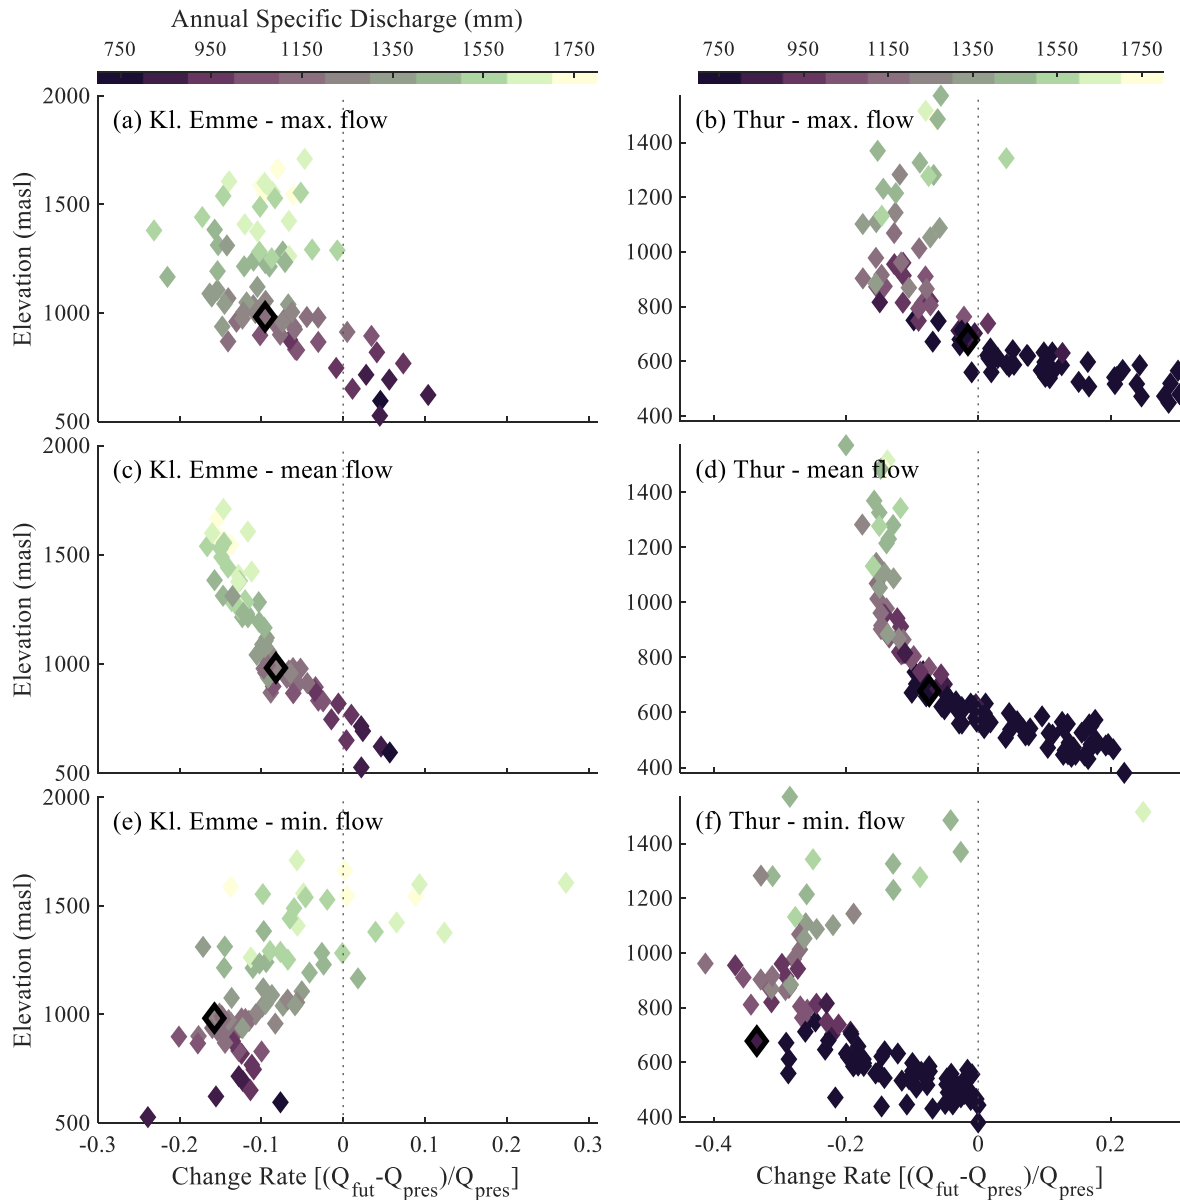 Annual Specific Discharge (mm)
750 950 1150 1350 1550 1750
750 950 1150 1350 1550 1750
(a) Kl. Emme - max. flow
2000
1500
1000
500
Elevation (masl)
(b) Thur - max. flow
1400
1200
1000
800
600
400
(c) Kl. Emme - mean flow
2000
1500
1000
500
Elevation (masl)
(d) Thur - mean flow
1400
1200
1000
800
600
400
(e) Kl. Emme - min. flow
2000
1500
1000
500
Elevation (masl)
-0.3 -0.2 -0.1 0 0.1 0.2 0.3
Change Rate [(Qfut-Qpres)/Qpres]
(f) Thur - min. flow
1400
1200
1000
800
600
400
-0.4 -0.2 0 0.2
Change Rate [(Qfut-Qpres)/Qpres]